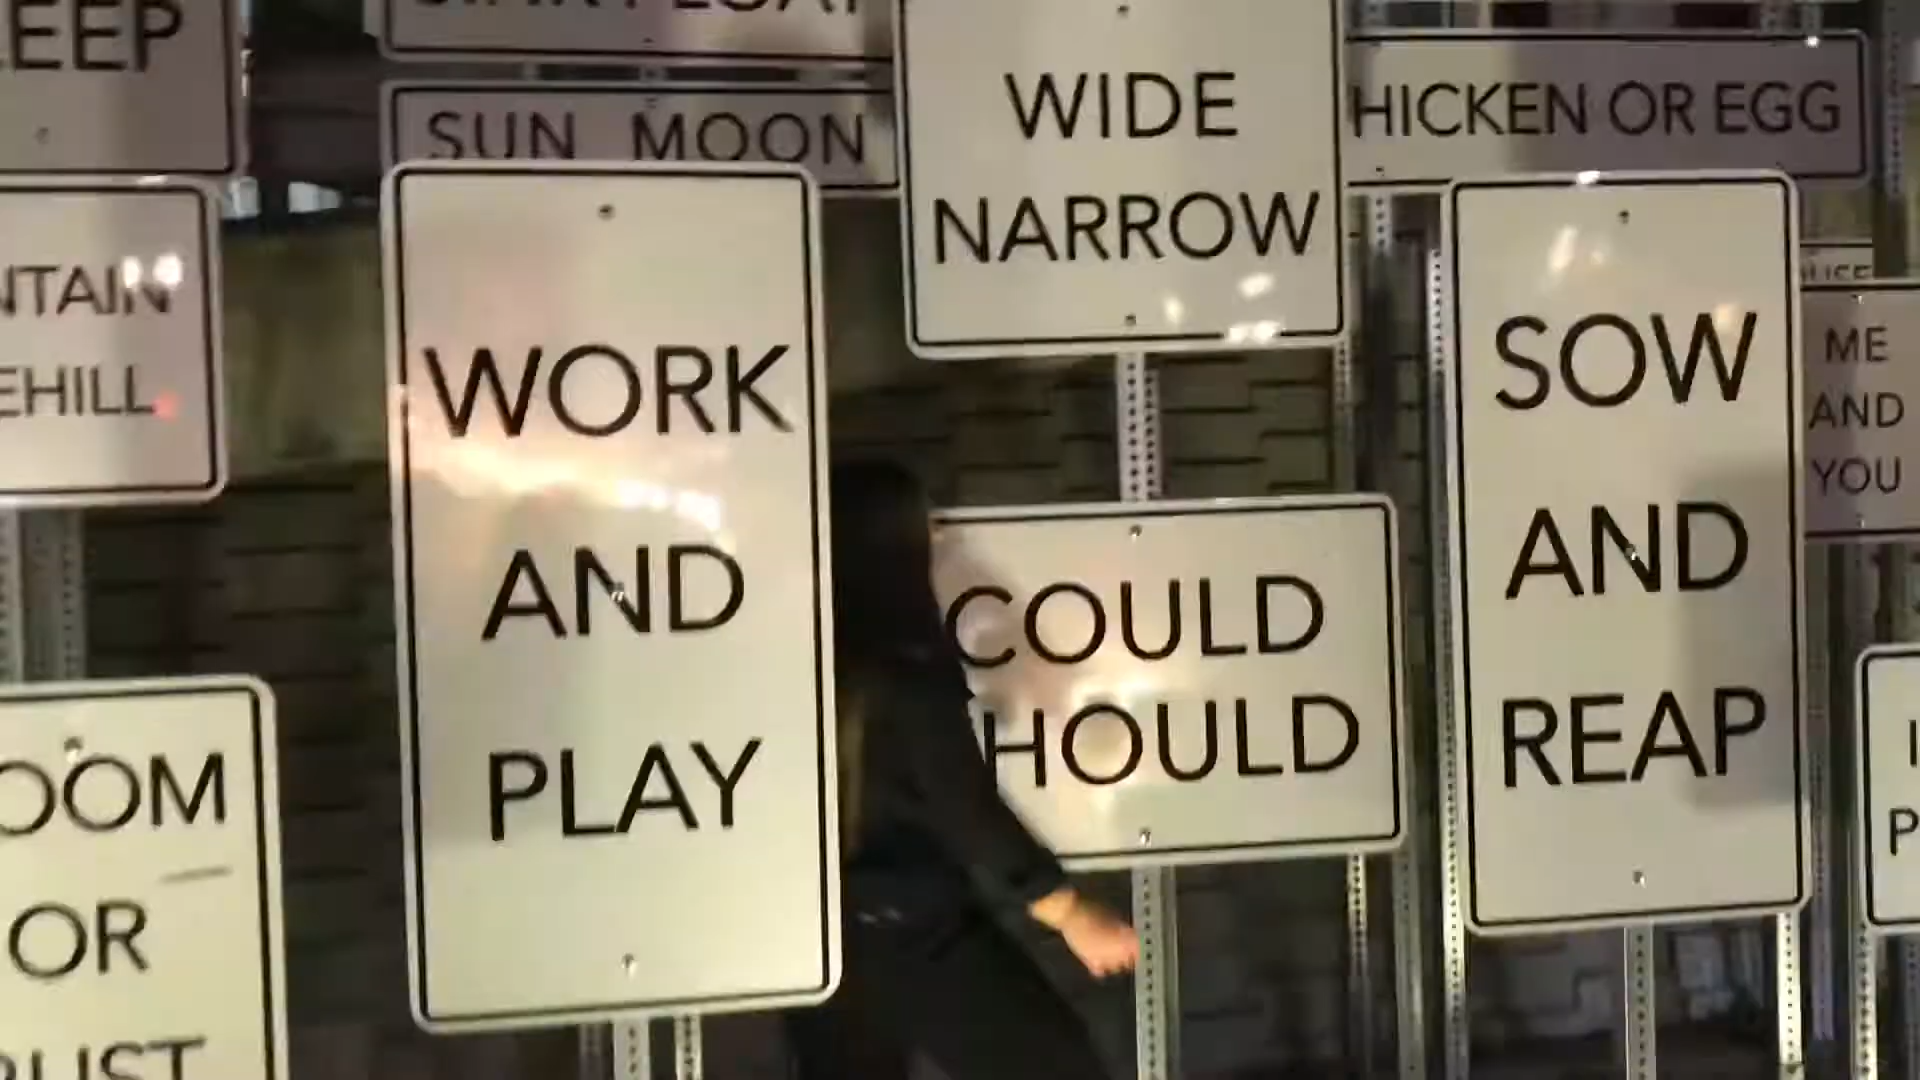 SUN MOON
WIDE
NARROW
HICKEN OR EGG
NTAIN
EHILL
WORK
AND
PLAY
COULD
HOULD
SOW
AND
REAP
ME
AND
YOU
OOM
OR
UST
EEP